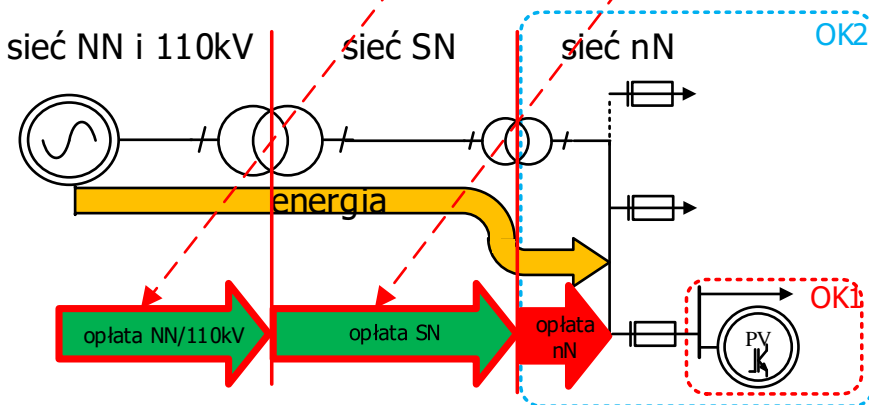 sieć NN i 110kV
sieć SN
sieć nN
OK2
energia
opłata NN/110kV
opłata SN
opłata
nN
OK1
PV